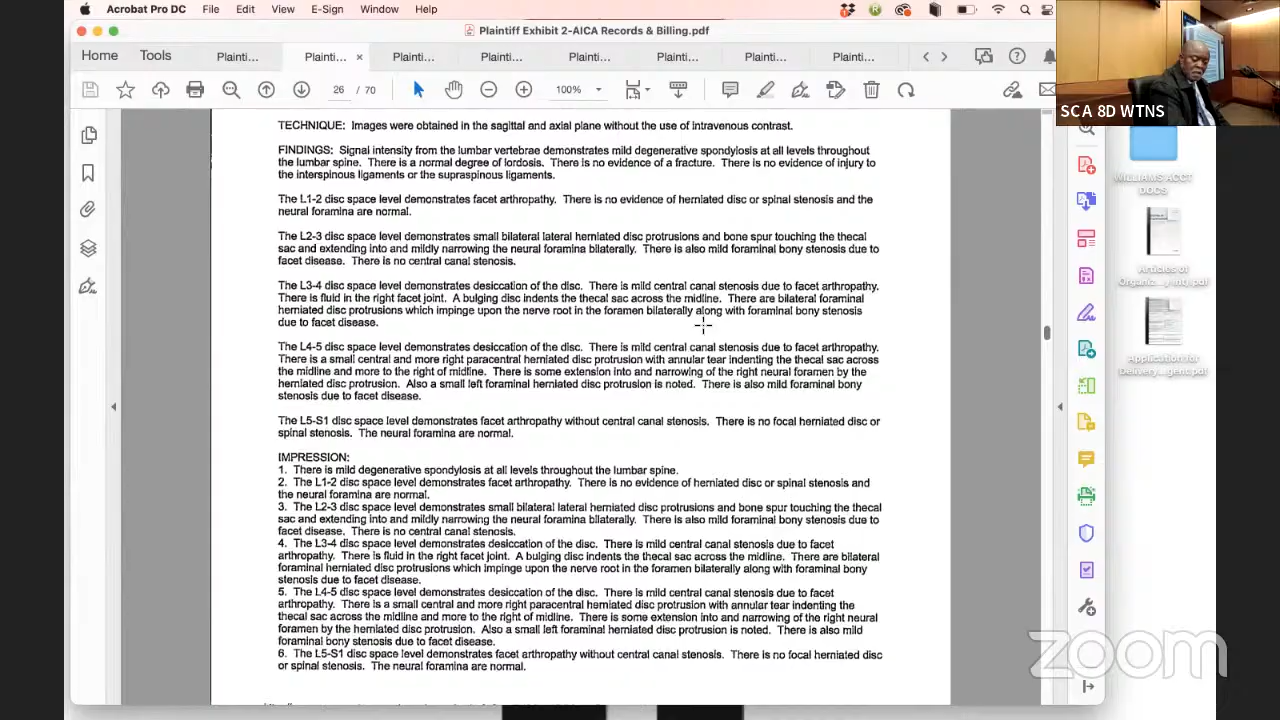 Acrobat Pro DC File Edit View E-Sign Window Help
Plaintiff Exhibit 2-AICA Records & Billing.pdf
Home Tools Plainti... Plainti... × Plainti... Plainti... Plainti... Plainti... Plainti... Plainti...
26 / 70 100%
SCA 8D WTNS
TECHNIQUE: Images were obtained in the sagittal and axial plane without the use of intravenous contrast.
FINDINGS: Signal intensity from the lumbar vertebrae demonstrates mild degenerative spondylosis at all levels throughout
the lumbar spine. There is a normal degree of lordosis. There is no evidence of a fracture. There is no evidence of injury to
the interspinous ligaments or the supraspinous ligaments.
The L1-2 disc space level demonstrates facet arthropathy. There is no evidence of herniated disc or spinal stenosis and the
neural foramina are normal.
The L2-3 disc space level demonstrates small bilateral lateral herniated disc protrusions and bone spur touching the thecal
sac and extending into and mildly narrowing the neural foramina bilaterally. There is also mild foraminal bony stenosis due to
facet disease. There is no central canal stenosis.
The L3-4 disc space level demonstrates desiccation of the disc. There is mild central canal stenosis due to facet arthropathy.
There is fluid in the right facet joint. A bulging disc indents the thecal sac across the midline. There are bilateral foraminal
herniated disc protrusions which impinge upon the nerve root in the foramen bilaterally along with foraminal bony stenosis
due to facet disease.
The L4-5 disc space level demonstrates desiccation of the disc. There is mild central canal stenosis due to facet arthropathy.
There is a small central and more right paracentral herniated disc protrusion with annular tear indenting the thecal sac across
the midline and more to the right of midline. There is some extension into and narrowing of the right neural foramen by the
herniated disc protrusion. Also a small left foraminal herniated disc protrusion is noted. There is also mild foraminal bony
stenosis due to facet disease.
The L5-S1 disc space level demonstrates facet arthropathy without central canal stenosis. There is no focal herniated disc or
spinal stenosis. The neural foramina are normal.
IMPRESSION:
1. There is mild degenerative spondylosis at all levels throughout the lumbar spine.
2. The L1-2 disc space level demonstrates facet arthropathy. There is no evidence of herniated disc or spinal stenosis and
the neural foramina are normal.
3. The L2-3 disc space level demonstrates small bilateral lateral herniated disc protrusions and bone spur touching the thecal
sac and extending into and mildly narrowing the neural foramina bilaterally. There is also mild foraminal bony stenosis due to
facet disease. There is no central canal stenosis.
4. The L3-4 disc space level demonstrates desiccation of the disc. There is mild central canal stenosis due to facet
arthropathy. There is fluid in the right facet joint. A bulging disc indents the thecal sac across the midline. There are bilateral
foraminal herniated disc protrusions which impinge upon the nerve root in the foramen bilaterally along with foraminal bony
stenosis due to facet disease.
5. The L4-5 disc space level demonstrates desiccation of the disc. There is mild central canal stenosis due to facet
arthropathy. There is a small central and more right paracentral herniated disc protrusion with annular tear indenting the
thecal sac across the midline and more to the right of midline. There is some extension into and narrowing of the right neural
foramen by the herniated disc protrusion. Also a small left foraminal herniated disc protrusion is noted. There is also mild
foraminal bony stenosis due to facet disease.
6. The L5-S1 disc space level demonstrates facet arthropathy without central canal stenosis. There is no focal herniated disc
or spinal stenosis. The neural foramina are normal.
WILLIAMS ACCT
DOCS
Articles of
Application for
Delivery...gent).pdf
zoom